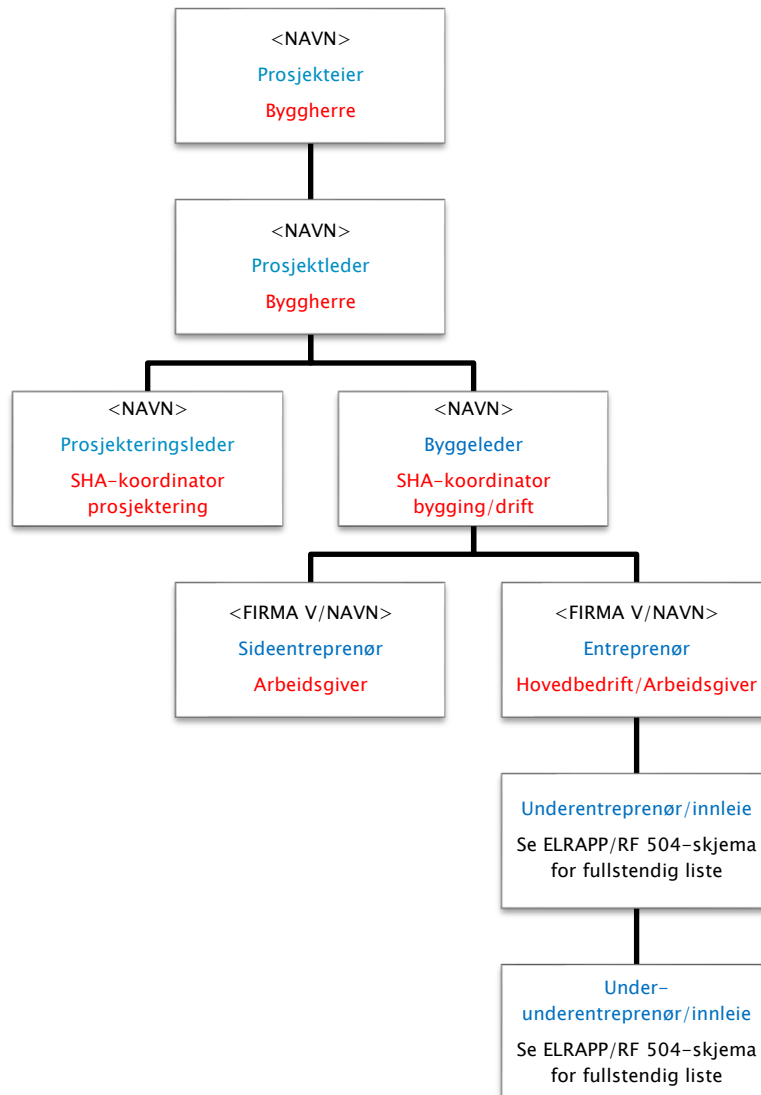 <NAVN>
Prosjekteier
Byggherre
<NAVN>
Prosjektleder
Byggherre
<NAVN>
Prosjekteringsleder
SHA-koordinator
prosjektering
<NAVN>
Byggeleder
SHA-koordinator
bygging/drift
<FIRMA V/NAVN>
Sideentreprenør
Arbeidsgiver
<FIRMA V/NAVN>
Entreprenør
Hovedbedrift/Arbeidsgiver
Underentreprenør/innleie
Se ELRAPP/RF 504-skjema
for fullstendig liste
Under-
underentreprenør/innleie
Se ELRAPP/RF 504-skjema
for fullstendig liste